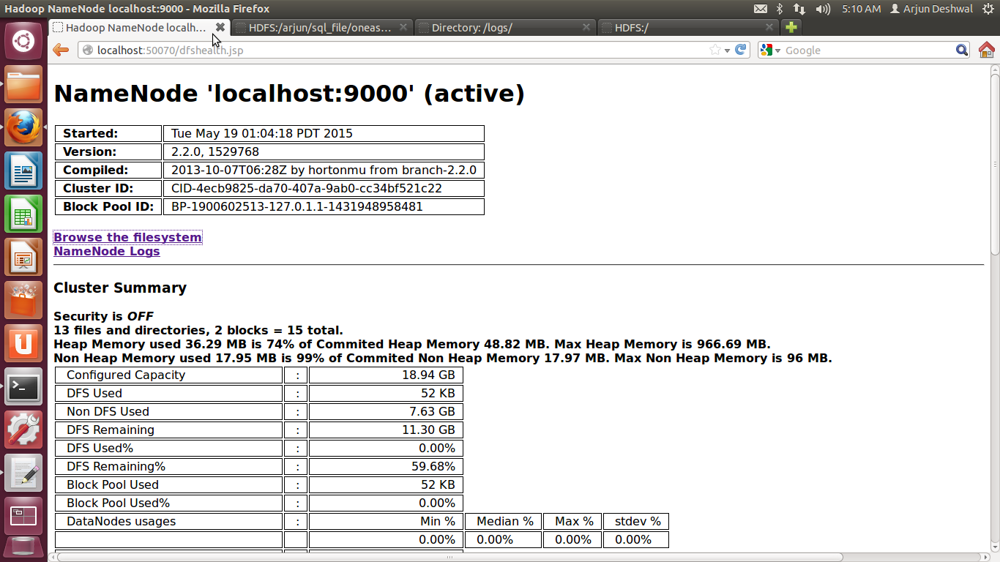 Hadoop NameNode localhost:9000 - Mozilla Firefox
5:10 AM Arjun Deshwal
Hadoop NameNode localh... HDFS:/arjun/sql_file/oneas... Directory: /logs/ HDFS:/
localhost:50070/dfshealth.jsp Google
NameNode 'localhost:9000' (active)
Started: Tue May 19 01:04:18 PDT 2015
Version: 2.2.0, 1529768
Compiled: 2013-10-07T06:28Z by hortonmu from branch-2.2.0
Cluster ID: CID-4ecb9825-da70-407a-9ab0-cc34bf521c22
Block Pool ID: BP-1900602513-127.0.1.1-1431948958481
Browse the filesystem
NameNode Logs
Cluster Summary
Security is OFF
13 files and directories, 2 blocks = 15 total.
Heap Memory used 36.29 MB is 74% of Commited Heap Memory 48.82 MB. Max Heap Memory is 966.69 MB.
Non Heap Memory used 17.95 MB is 99% of Commited Non Heap Memory 17.97 MB. Max Non Heap Memory is 96 MB.
Configured Capacity : 18.94 GB
DFS Used : 52 KB
Non DFS Used : 7.63 GB
DFS Remaining : 11.30 GB
DFS Used% : 0.00%
DFS Remaining% : 59.68%
Block Pool Used : 52 KB
Block Pool Used% : 0.00%
DataNodes usages : Min % Median % Max % stdev %
0.00% 0.00% 0.00% 0.00%